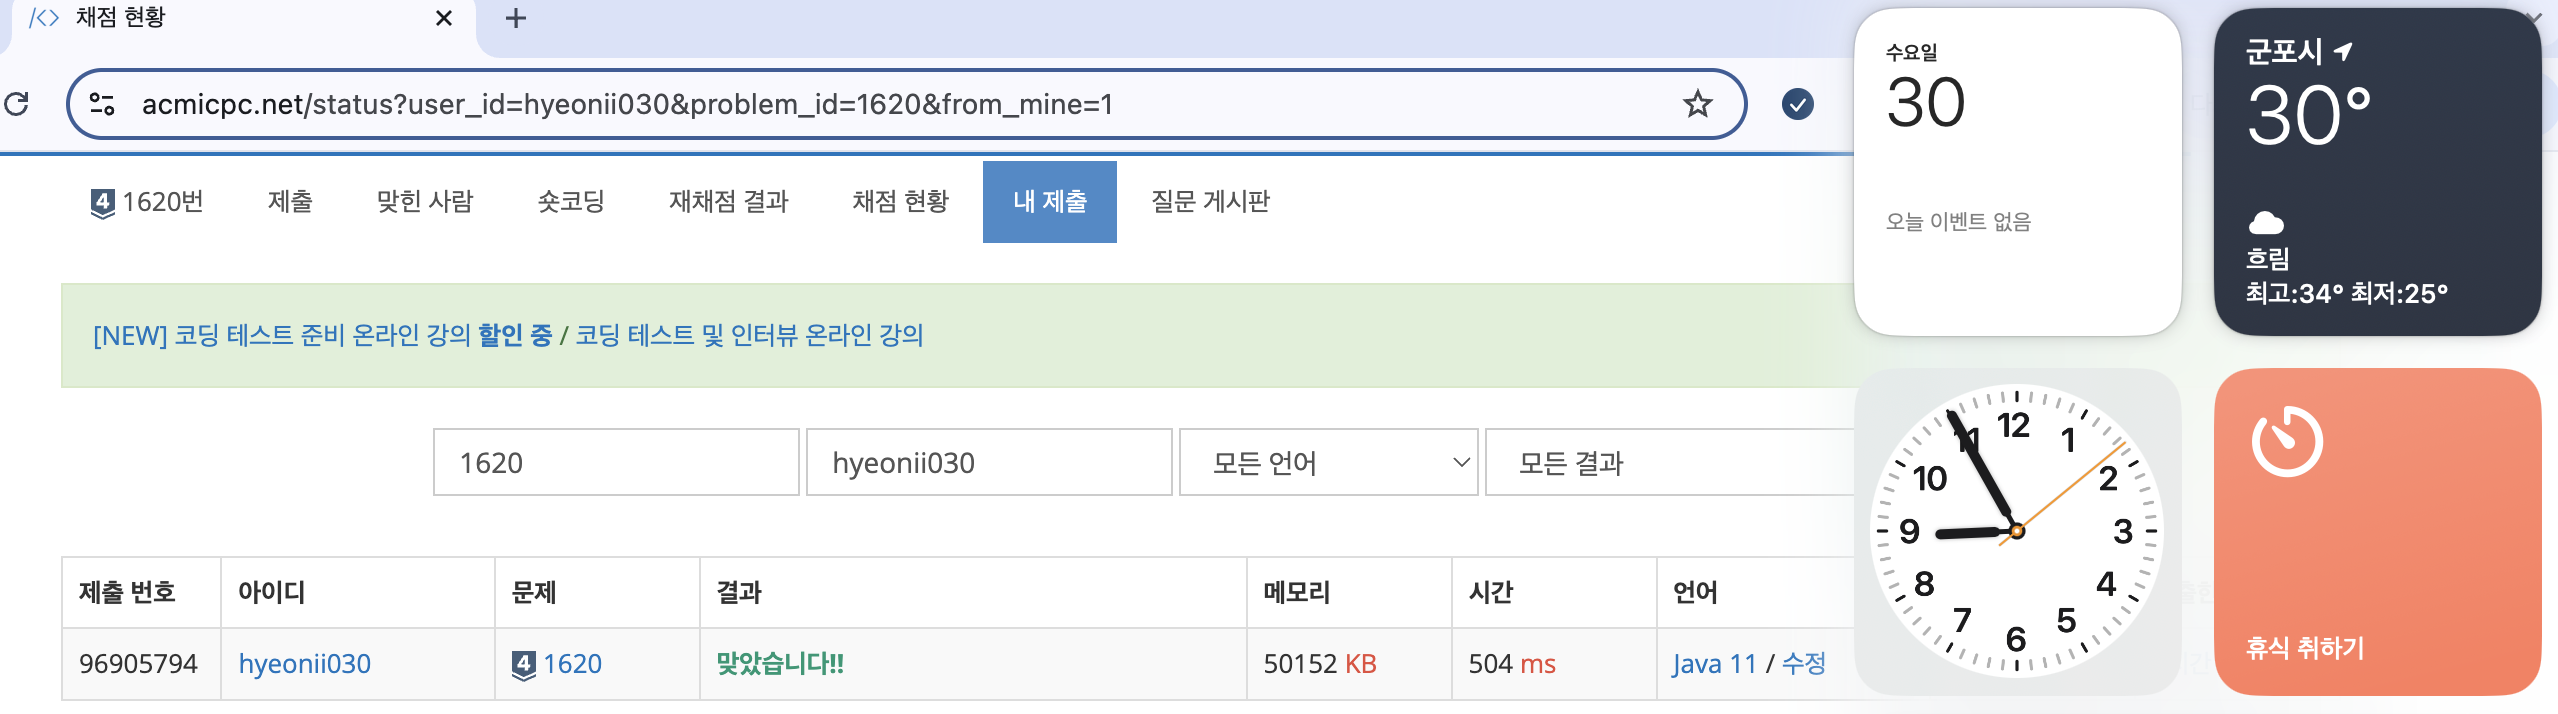 채점 현황
acmicpc.net/status?user_id=hyeonii030&problem_id=1620&from_mine=1
4 1620번 제출 맞힌 사람 숏코딩 재채점 결과 채점 현황 내 제출 질문 게시판
[NEW] 코딩 테스트 준비 온라인 강의 할인 중 / 코딩 테스트 및 인터뷰 온라인 강의
1620 hyeonii030 모든 언어 모든 결과
제출 번호 아이디 문제 결과 메모리 시간 언어
96905794 hyeonii030 4 1620 맞았습니다!! 50152 KB 504 ms Java 11 / 수정
수요일
30
오늘 이벤트 없음
군포시
30°
흐림
최고:34° 최저:25°
12
11 1
10 2
9 3
8 4
7 5
6
휴식 취하기